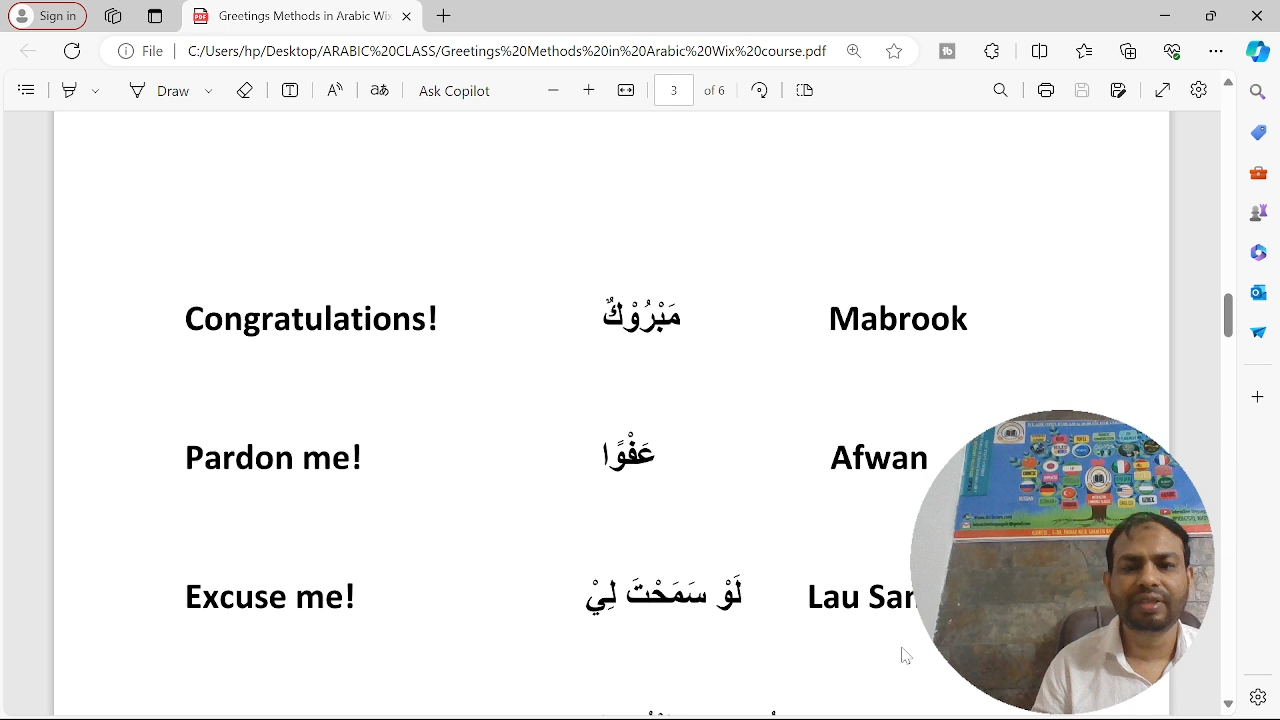 Sign in
Greetings Methods in Arabic Wi
File
C:/Users/hp/Desktop/ARABIC%20CLASS/Greetings%20Methods%20in%20Arabic%20Wix%20course.pdf
Draw
Ask Copilot
3 of 6
Congratulations! مَبْرُوْكٌ Mabrook
Pardon me! عَفْوًا Afwan
Excuse me! لَوْ سَمَحْتَ لِيْ Lau